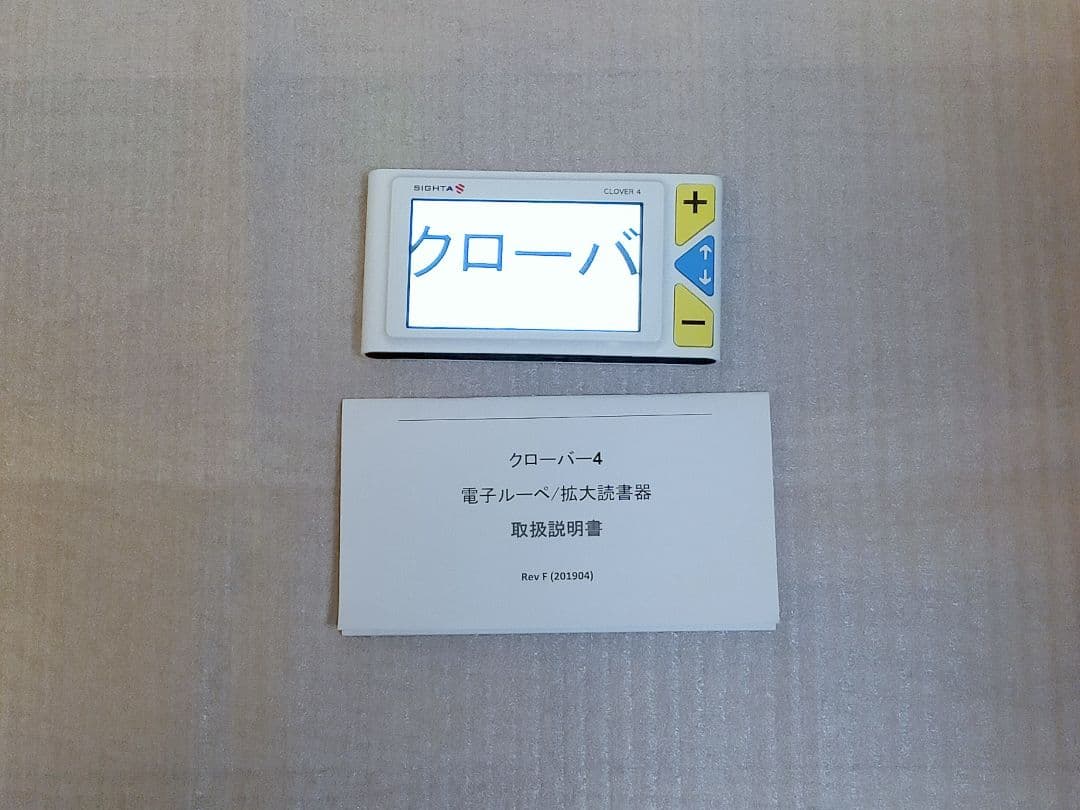 SIGHTA
CLOVER 4
クローバ
+
↑↓
−
クローバー4
電子ルーペ/拡大読書器
取扱説明書
Rev F (201904)